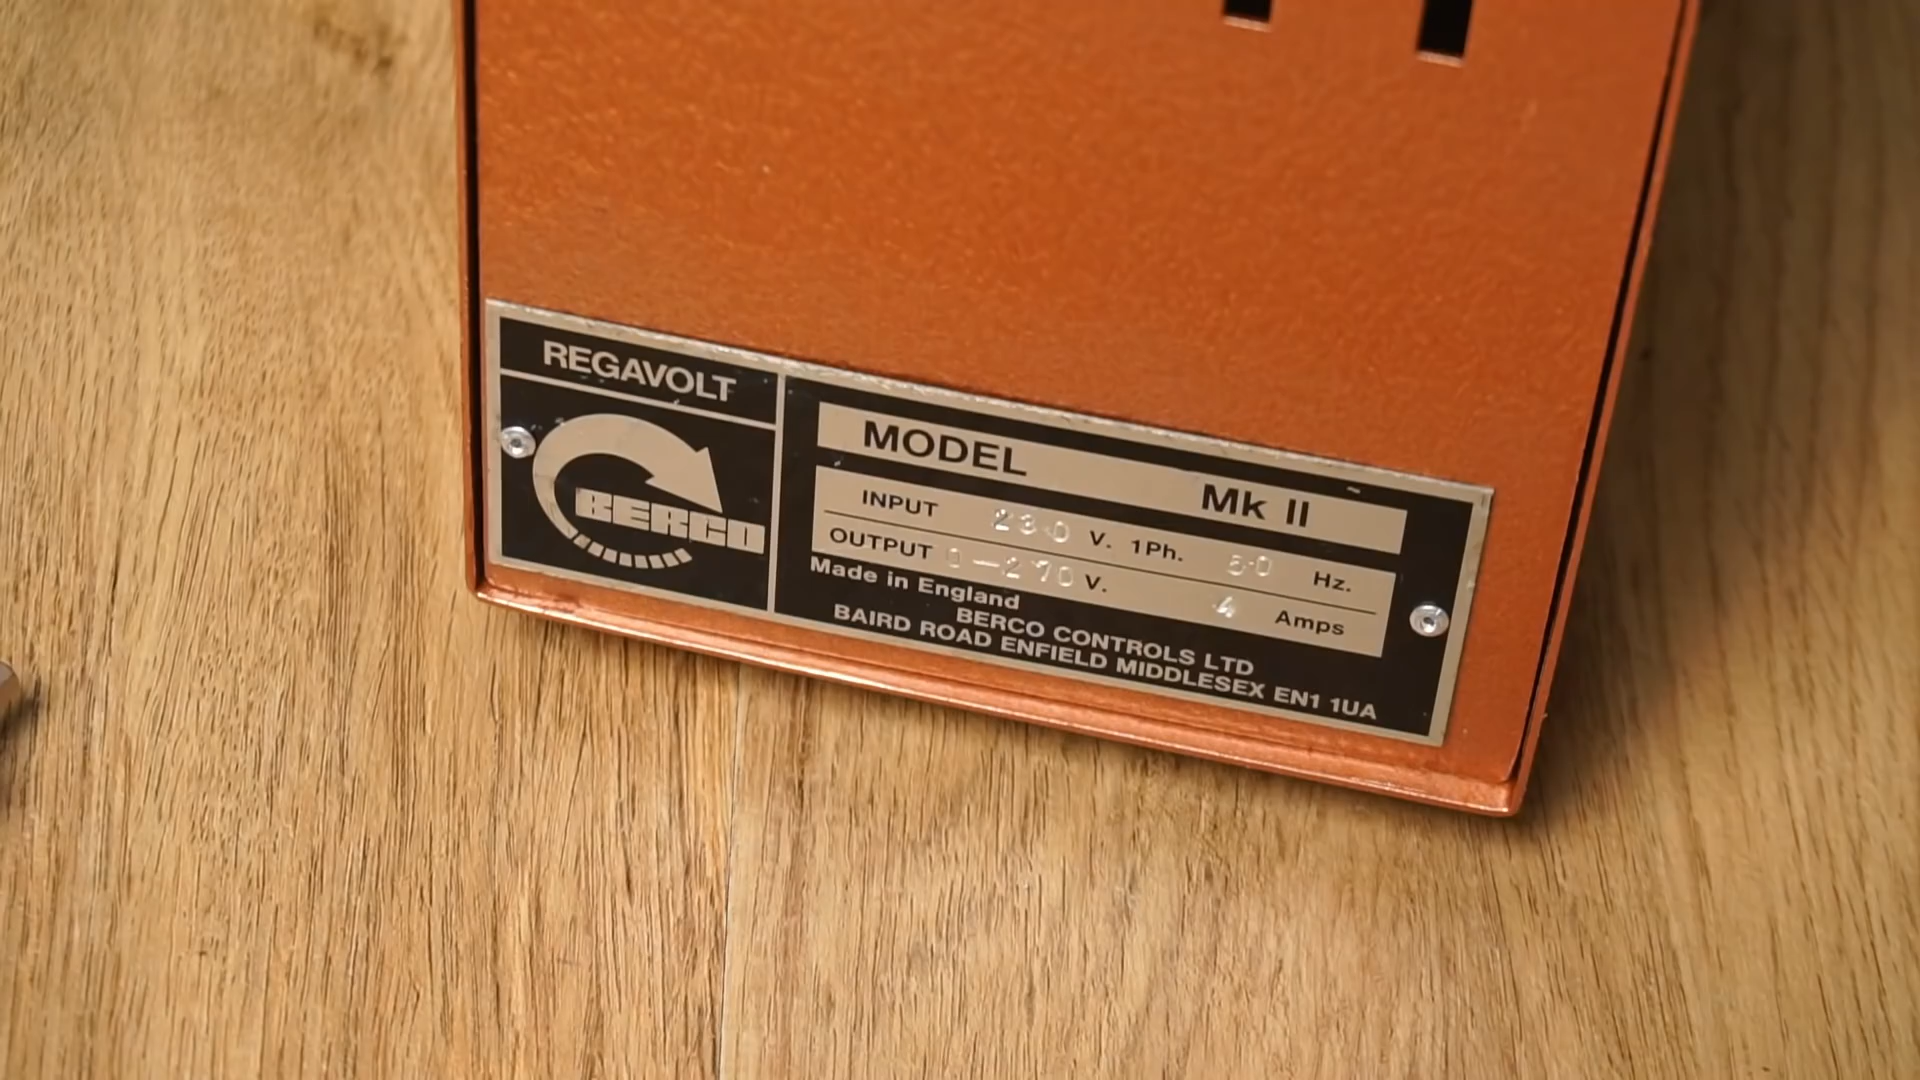 REGAVOLT
BERCO
MODEL Mk II
INPUT 230 V. 1Ph. 50 Hz.
OUTPUT 0-270 V. 4 Amps
Made in England
BERCO CONTROLS LTD
BAIRD ROAD ENFIELD MIDDLESEX EN1 1UA